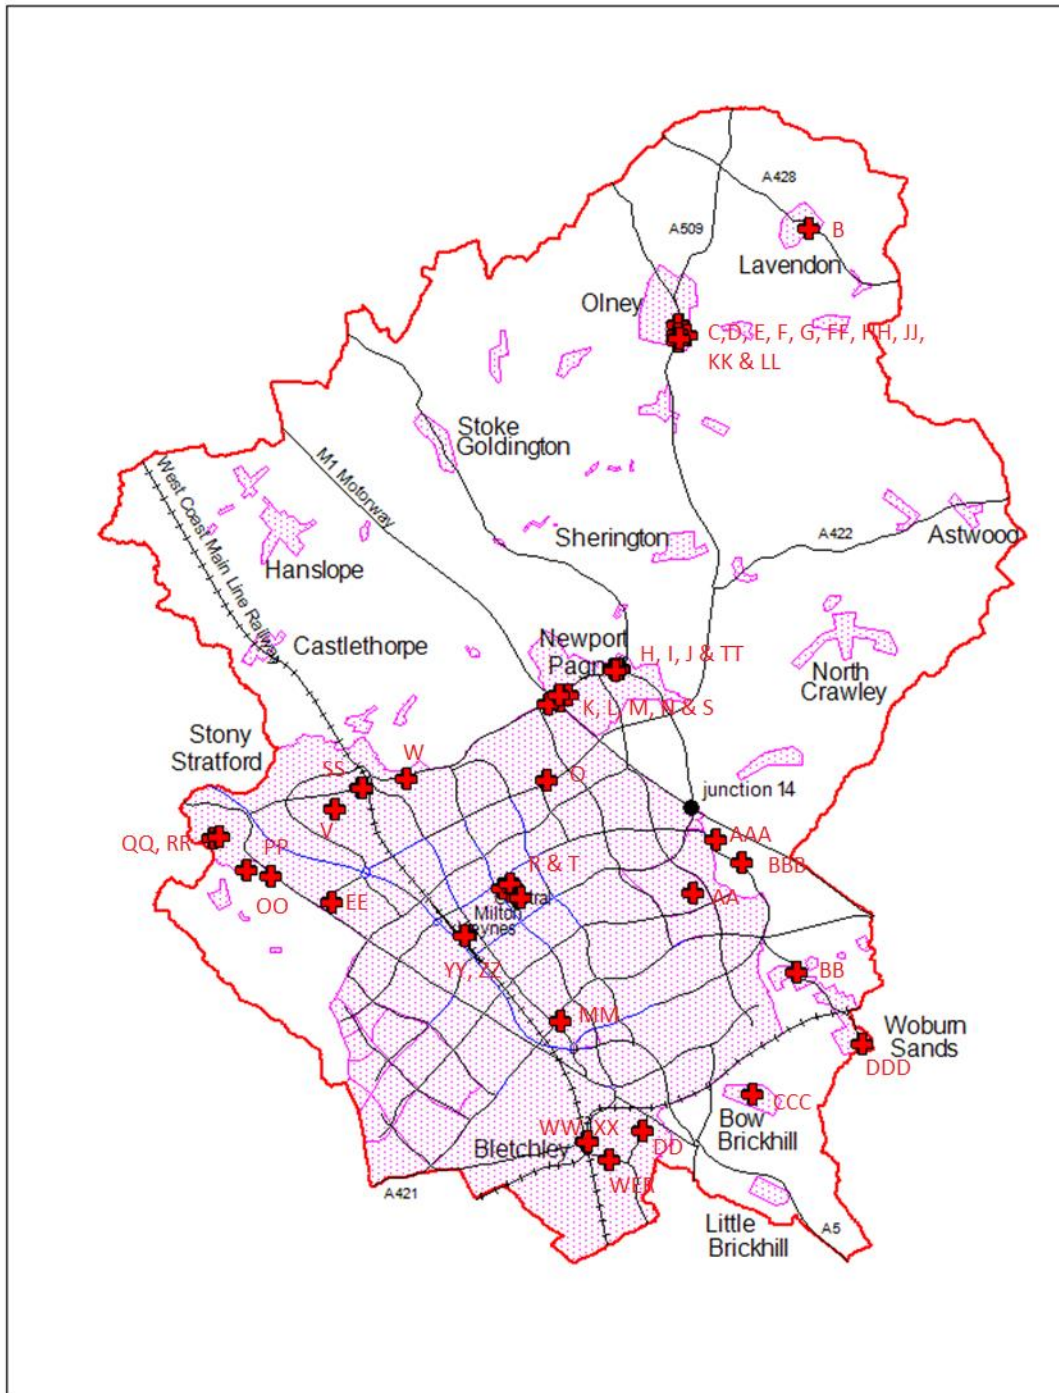 A428
B
A509
Lavendon
Olney
C,D, E, F, G, FF, HH, JJ,
KK & LL
Stoke
Goldington
M1 Motorway
West Coast Main Line Railway
Sherington
A422
Astwood
Hanslope
Newport
Pagn
H, I, J & TT
Castlethorpe
North
Crawley
K, L, M, N & S
Stony
Stratford
W
SS
O
junction 14
V
QQ, RR
PP
AAA
BBB
R & T
OO
EE
AA
Milton
YY, ZZ
BB
MM
Woburn
Sands
DDD
CCC
Bow
Brickhill
WW, XX
Bletchley
DD
A421
Little
Brickhill
A5